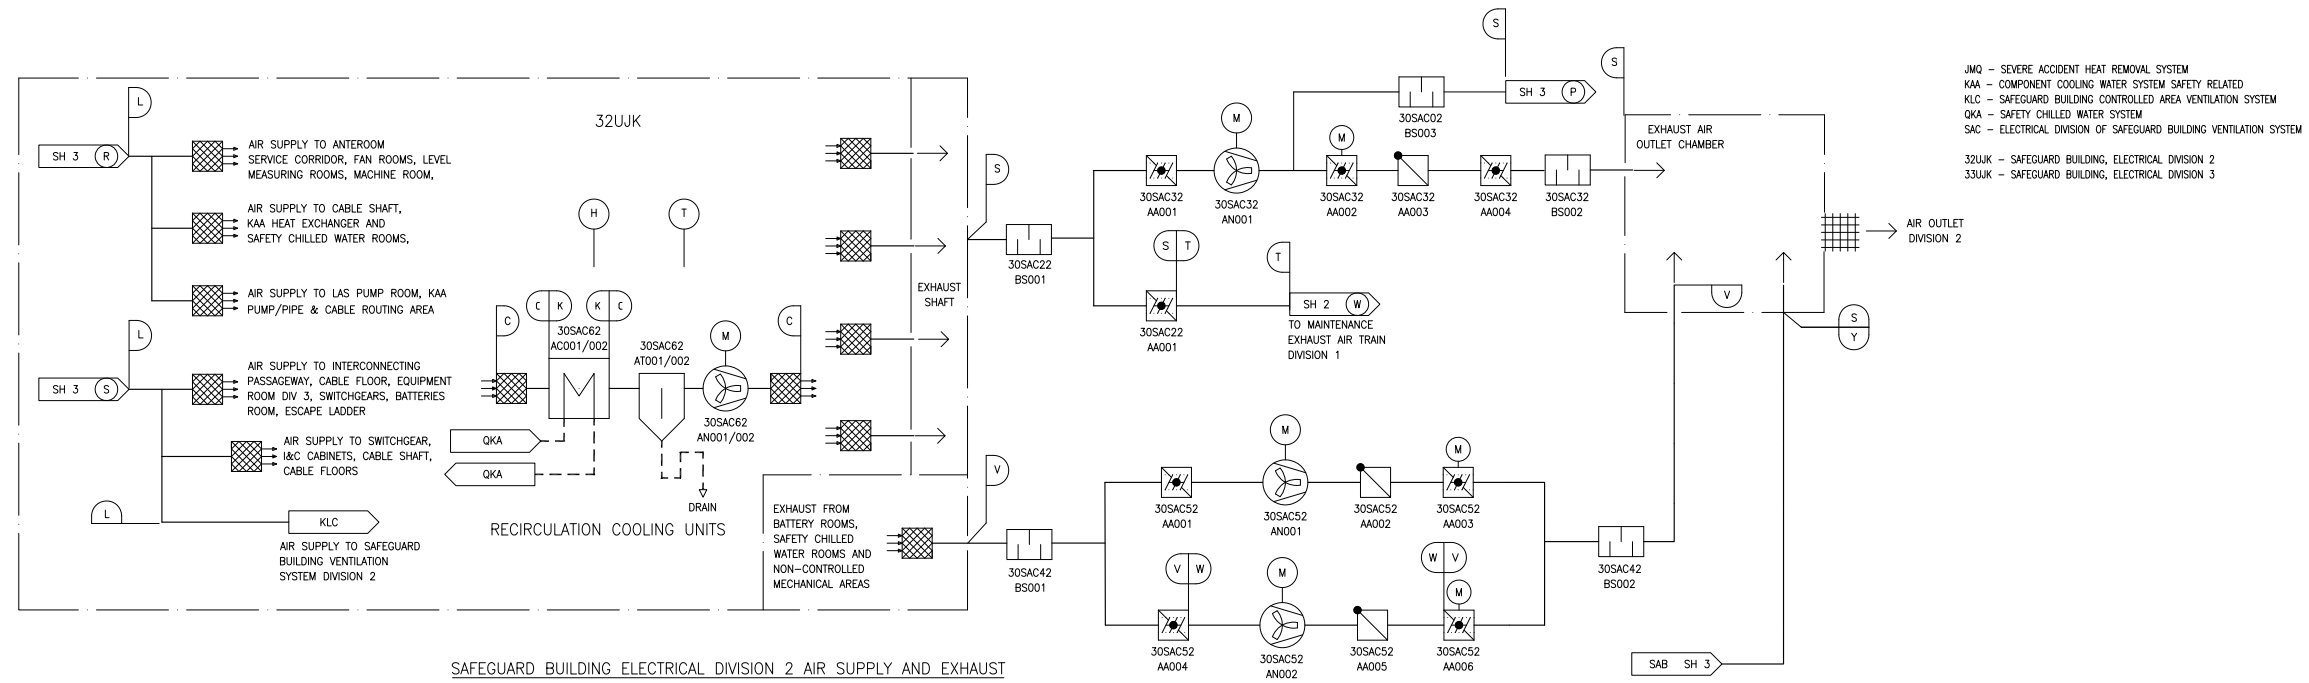 JMQ – SEVERE ACCIDENT HEAT REMOVAL SYSTEM
KAA – COMPONENT COOLING WATER SYSTEM SAFETY RELATED
KLC – SAFEGUARD BUILDING CONTROLLED AREA VENTILATION SYSTEM
QKA – SAFETY CHILLED WATER SYSTEM
SAC – ELECTRICAL DIVISION OF SAFEGUARD BUILDING VENTILATION SYSTEM
32UJK – SAFEGUARD BUILDING, ELECTRICAL DIVISION 2
33UJK – SAFEGUARD BUILDING, ELECTRICAL DIVISION 3
32UJK
L
SH 3 R
AIR SUPPLY TO ANTEROOM
SERVICE CORRIDOR, FAN ROOMS, LEVEL
MEASURING ROOMS, MACHINE ROOM,
AIR SUPPLY TO CABLE SHAFT,
KAA HEAT EXCHANGER AND
SAFETY CHILLED WATER ROOMS,
AIR SUPPLY TO LAS PUMP ROOM, KAA
PUMP/PIPE & CABLE ROUTING AREA
L
SH 3 S
AIR SUPPLY TO INTERCONNECTING
PASSAGEWAY, CABLE FLOOR, EQUIPMENT
ROOM DIV 3, SWITCHGEARS, BATTERIES
ROOM, ESCAPE LADDER
AIR SUPPLY TO SWITCHGEAR,
I&C CABINETS, CABLE SHAFT,
CABLE FLOORS
L
KLC
AIR SUPPLY TO SAFEGUARD
BUILDING VENTILATION
SYSTEM DIVISION 2
H
T
C
C K
K C
30SAC62
AC001/002
30SAC62
AT001/002
M
30SAC62
AN001/002
C
QKA
QKA
DRAIN
RECIRCULATION COOLING UNITS
EXHAUST
SHAFT
EXHAUST FROM
BATTERY ROOMS,
SAFETY CHILLED
WATER ROOMS AND
NON–CONTROLLED
MECHANICAL AREAS
S
30SAC22
BS001
30SAC32
AA001
M
30SAC32
AN001
M
30SAC32
AA002
30SAC32
AA003
30SAC32
AA004
30SAC32
BS002
30SAC02
BS003
S
SH 3 P
S
EXHAUST AIR
OUTLET CHAMBER
AIR OUTLET
DIVISION 2
S T
30SAC22
AA001
T
SH 2 W
TO MAINTENANCE
EXHAUST AIR TRAIN
DIVISION 1
V
S
Y
V
30SAC42
BS001
30SAC52
AA001
M
30SAC52
AN001
30SAC52
AA002
M
30SAC52
AA003
30SAC42
BS002
V W
30SAC52
AA004
M
30SAC52
AN002
30SAC52
AA005
W V
M
30SAC52
AA006
SAB SH 3
SAFEGUARD BUILDING ELECTRICAL DIVISION 2 AIR SUPPLY AND EXHAUST